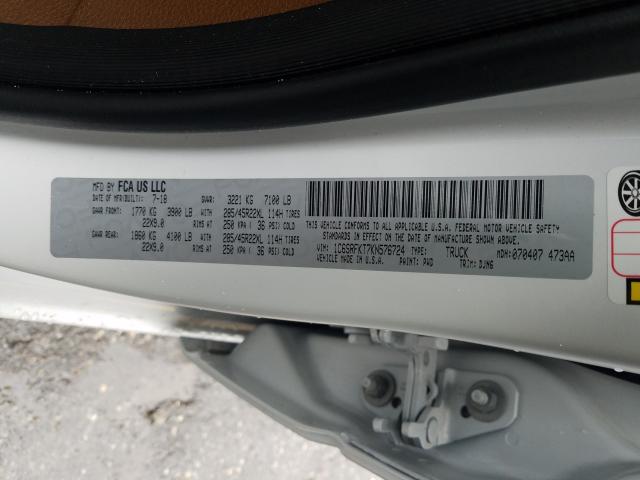 MFD BY FCA US LLC
DATE OF MFR(BUILT): 7-18 GVWR: 3221 KG 7100 LB
GAWR FRONT: 1770 KG 3900 LB WITH 285/45R22XL 114H TIRES
22X9.0 RIMS AT 250 KPA ( 36 PSI) COLD
GAWR REAR: 1860 KG 4100 LB WITH 285/45R22XL 114H TIRES
22X9.0 RIMS AT 250 KPA ( 36 PSI) COLD
THIS VEHICLE CONFORMS TO ALL APPLICABLE U.S.A. FEDERAL MOTOR VEHICLE SAFETY
STANDARDS IN EFFECT ON THE DATE OF MANUFACTURE SHOWN ABOVE.
VIN: 1C6SRFKT7KN576724 TYPE: TRUCK MDH: 070407 473AA
VEHICLE MADE IN U.S.A. PAINT: PWD TRIM: DJN6